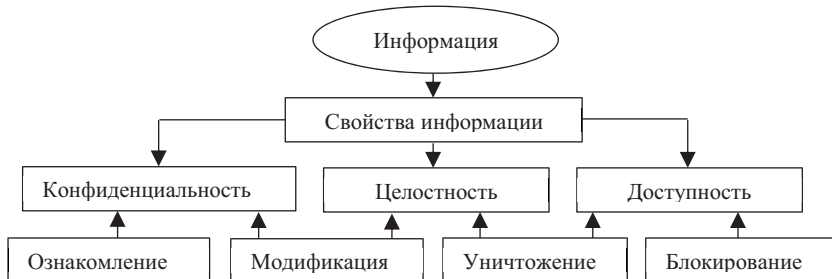 Информация
Свойства информации
Конфиденциальность Целостность Доступность
Ознакомление Модификация Уничтожение Блокирование